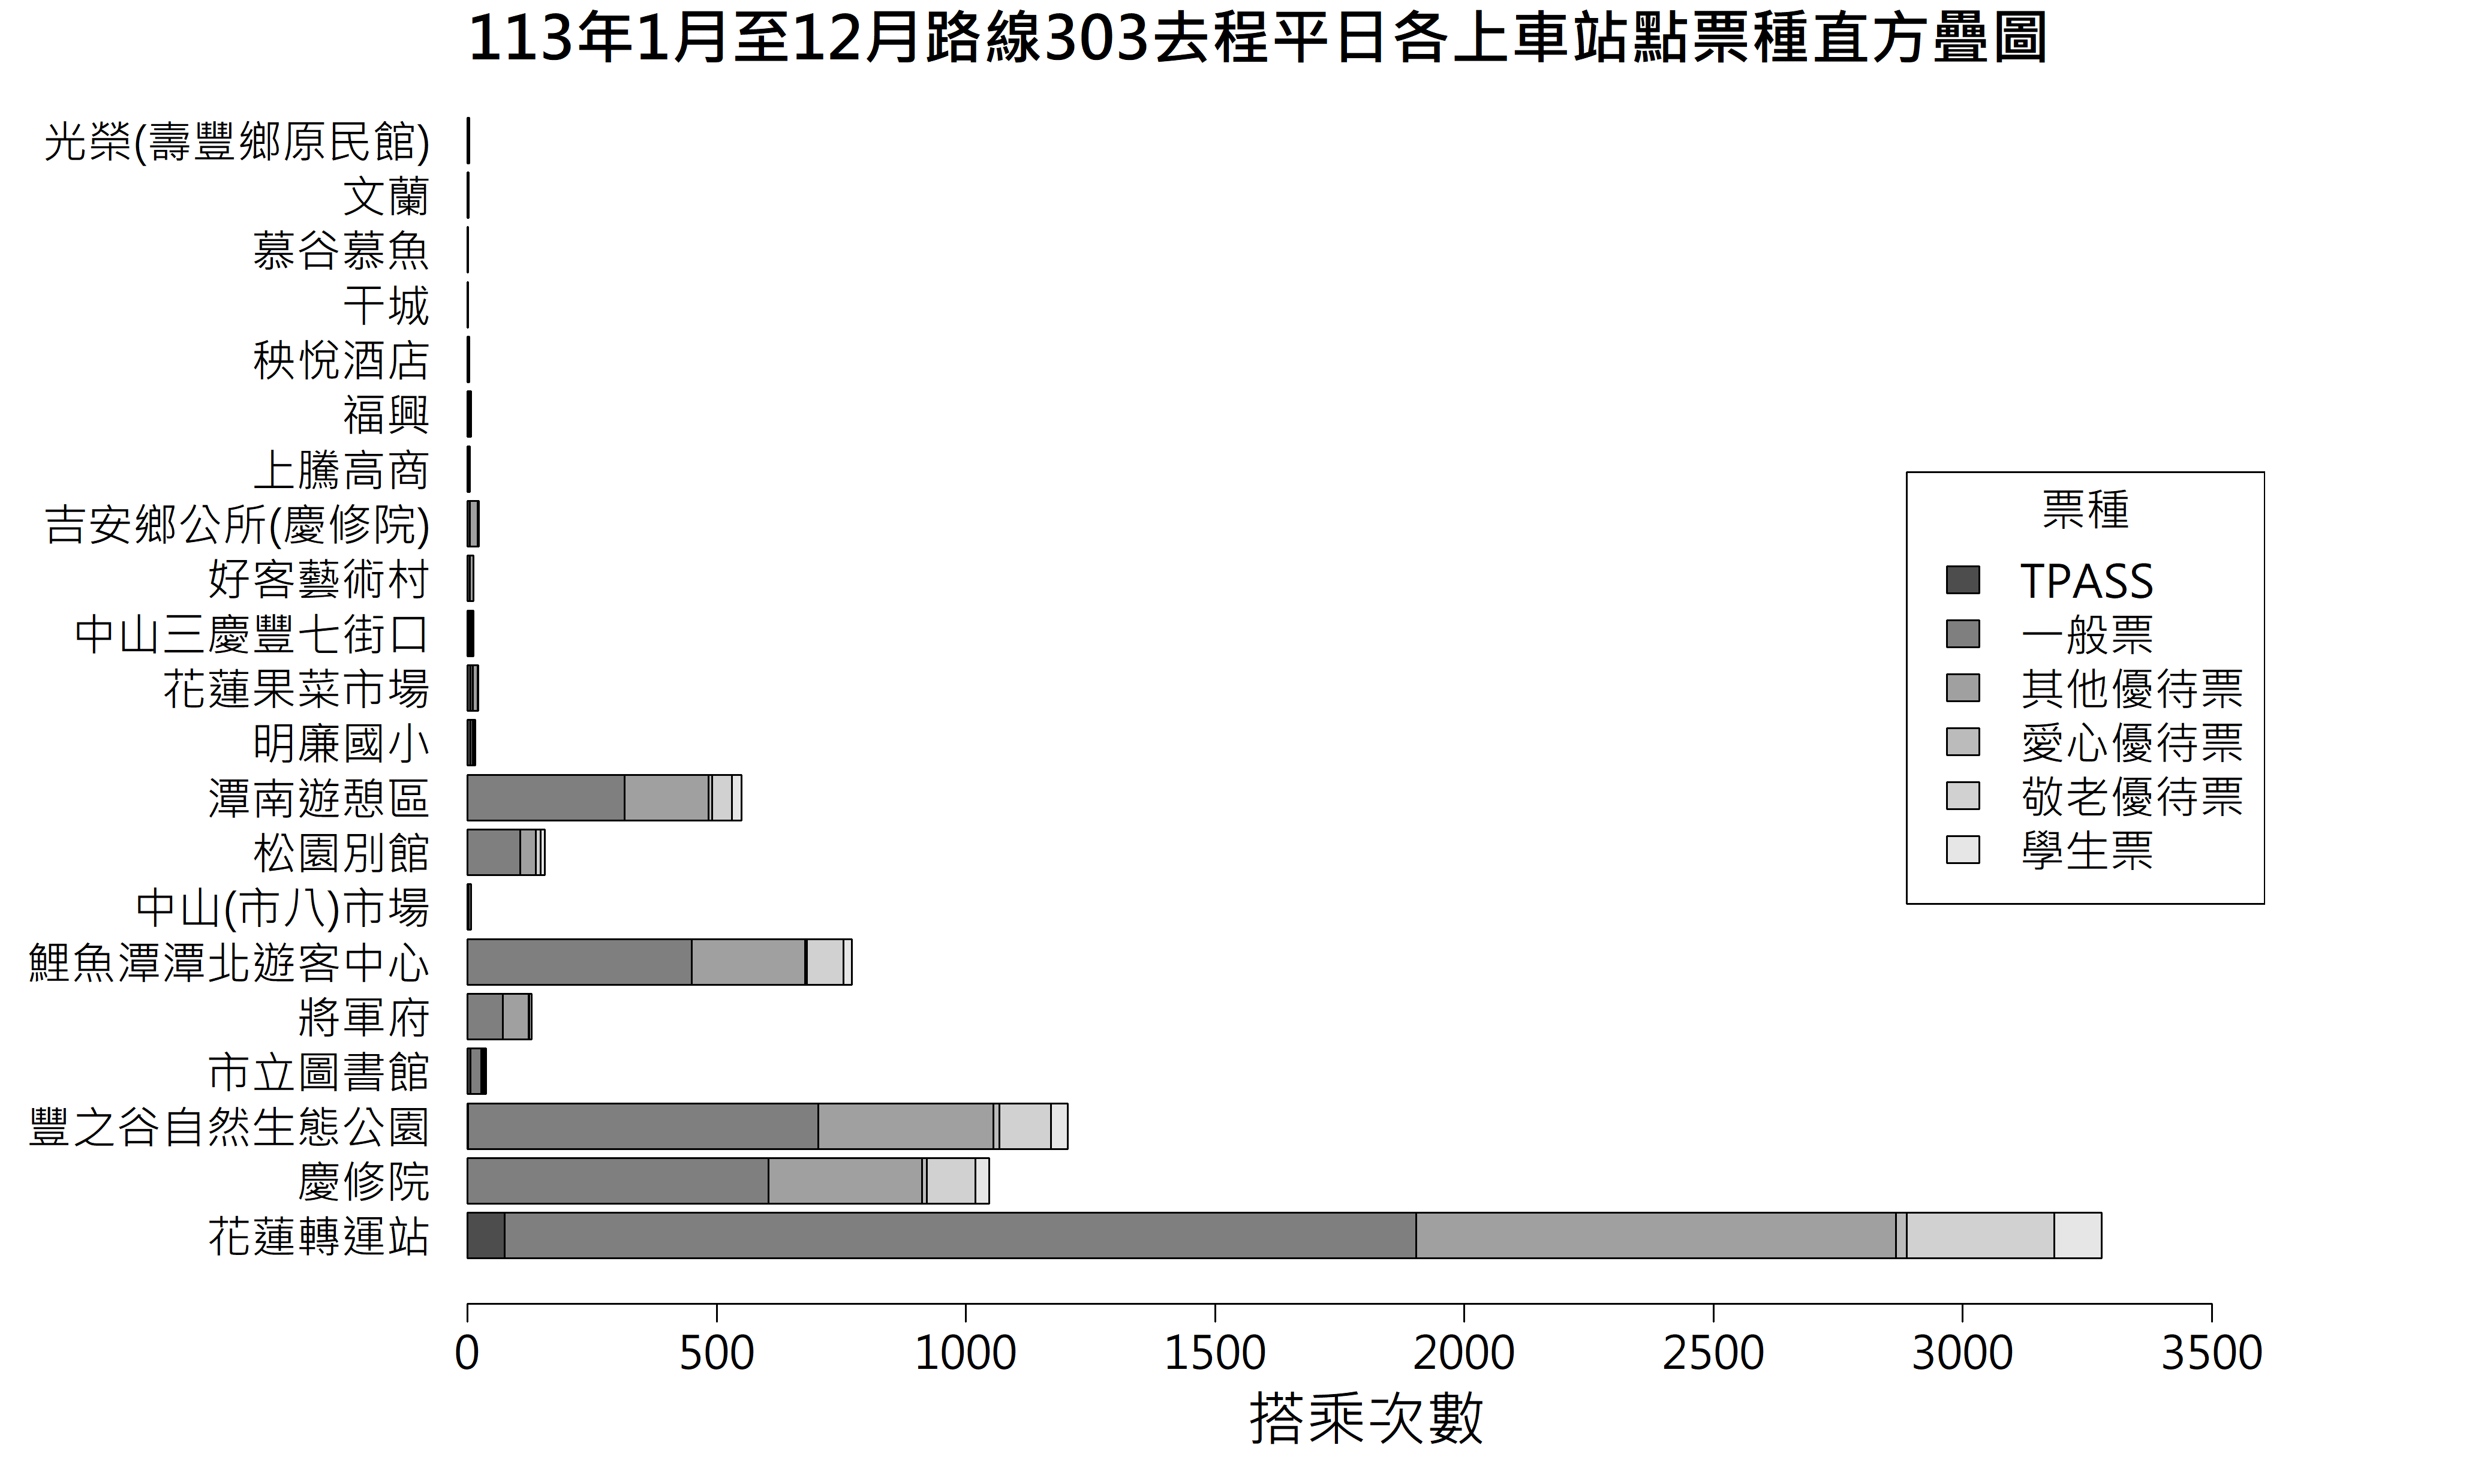 113年1月至12月路線303去程平日各上車站點票種直方疊圖
光榮(壽豐鄉原民館)
文蘭
慕谷慕魚
干城
秧悅酒店
福興
上騰高商
吉安鄉公所(慶修院)
好客藝術村
中山三慶豐七街口
花蓮果菜市場
明廉國小
潭南遊憩區
松園別館
中山(市八)市場
鯉魚潭潭北遊客中心
將軍府
市立圖書館
豐之谷自然生態公園
慶修院
花蓮轉運站
票種
TPASS
一般票
其他優待票
愛心優待票
敬老優待票
學生票
0 500 1000 1500 2000 2500 3000 3500
搭乘次數